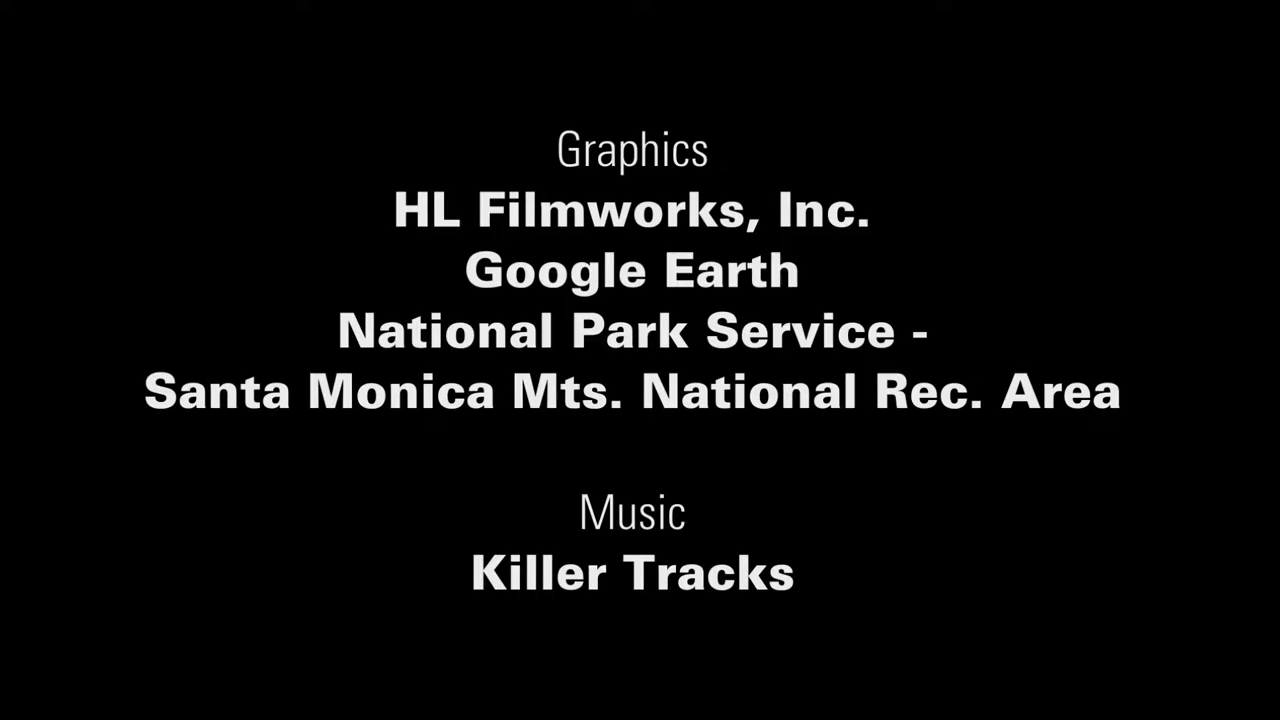 Graphics
HL Filmworks, Inc.
Google Earth
National Park Service -
Santa Monica Mts. National Rec. Area
Music
Killer Tracks